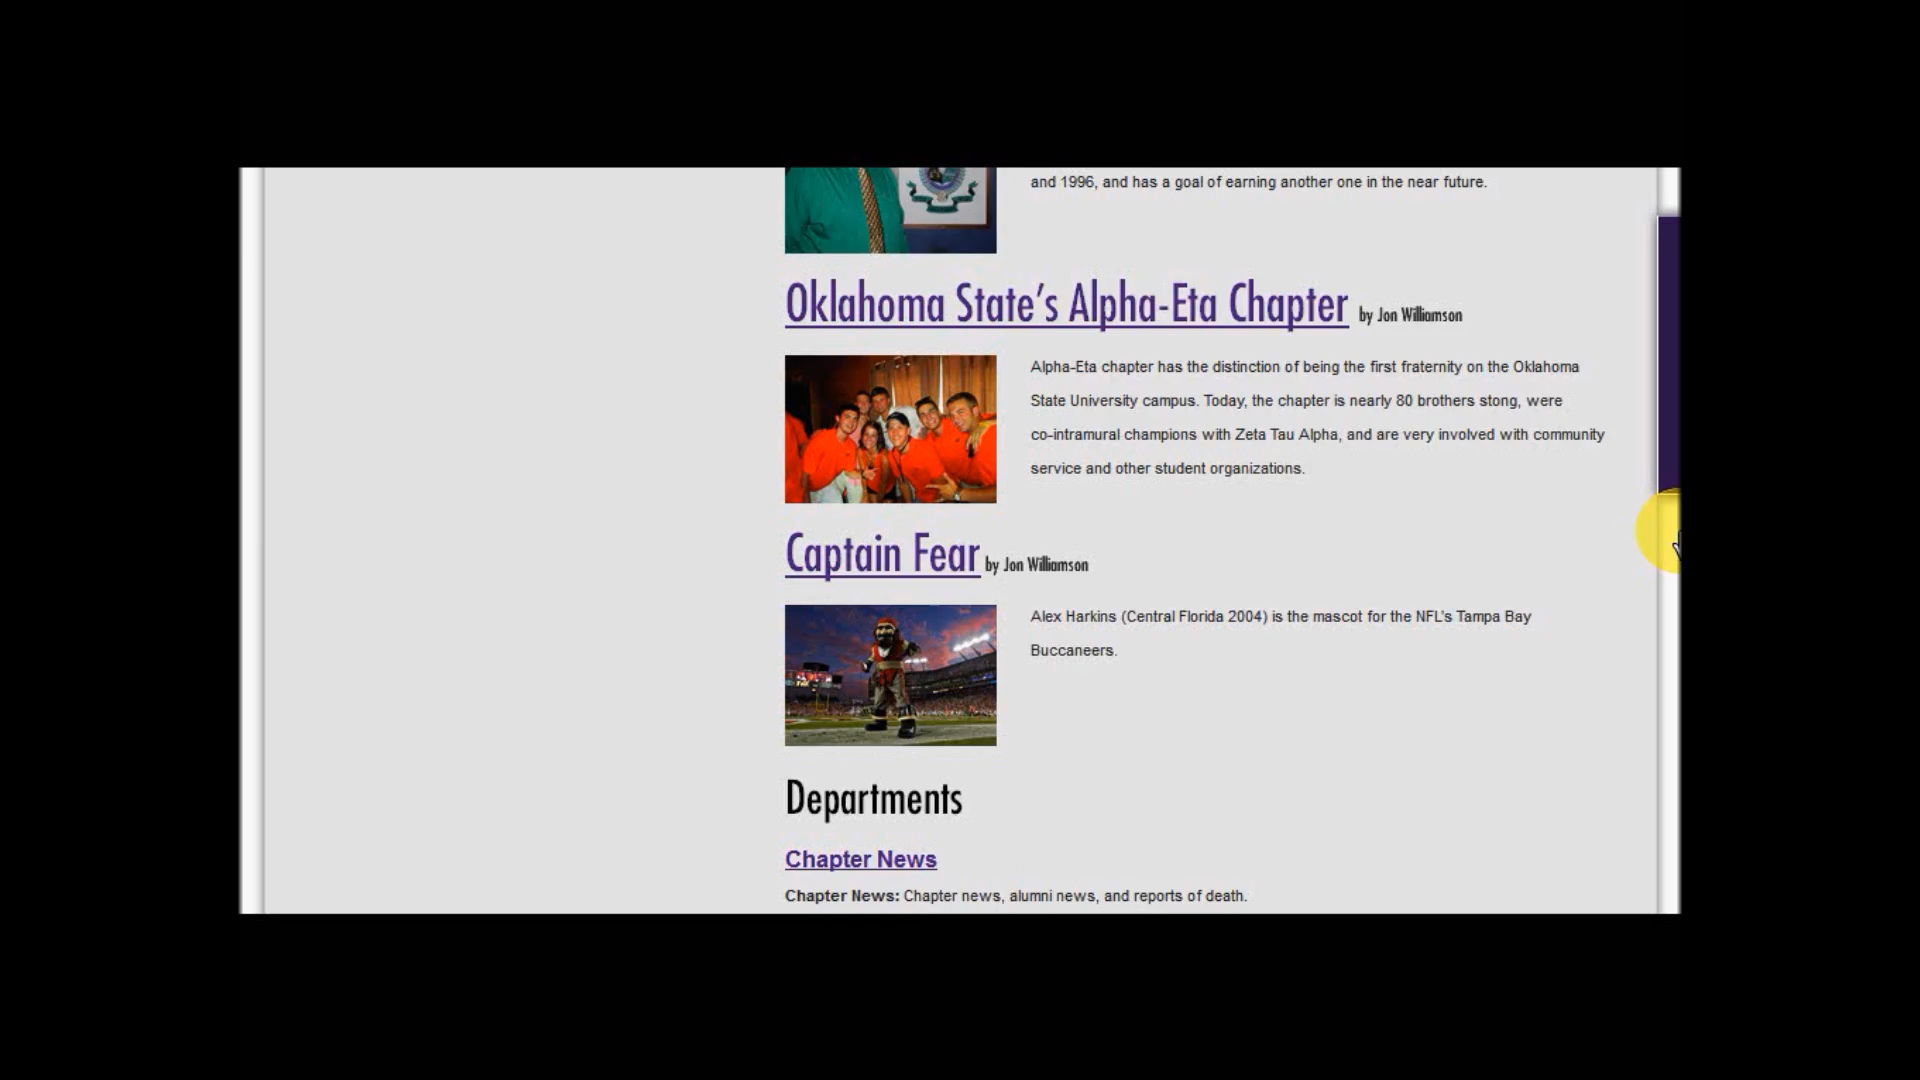 and 1996, and has a goal of earning another one in the near future.
Oklahoma State’s Alpha-Eta Chapter by Jon Williamson
Alpha-Eta chapter has the distinction of being the first fraternity on the Oklahoma
State University campus. Today, the chapter is nearly 80 brothers stong, were
co-intramural champions with Zeta Tau Alpha, and are very involved with community
service and other student organizations.
Captain Fear by Jon Williamson
Alex Harkins (Central Florida 2004) is the mascot for the NFL's Tampa Bay
Buccaneers.
Departments
Chapter News
Chapter News: Chapter news, alumni news, and reports of death.